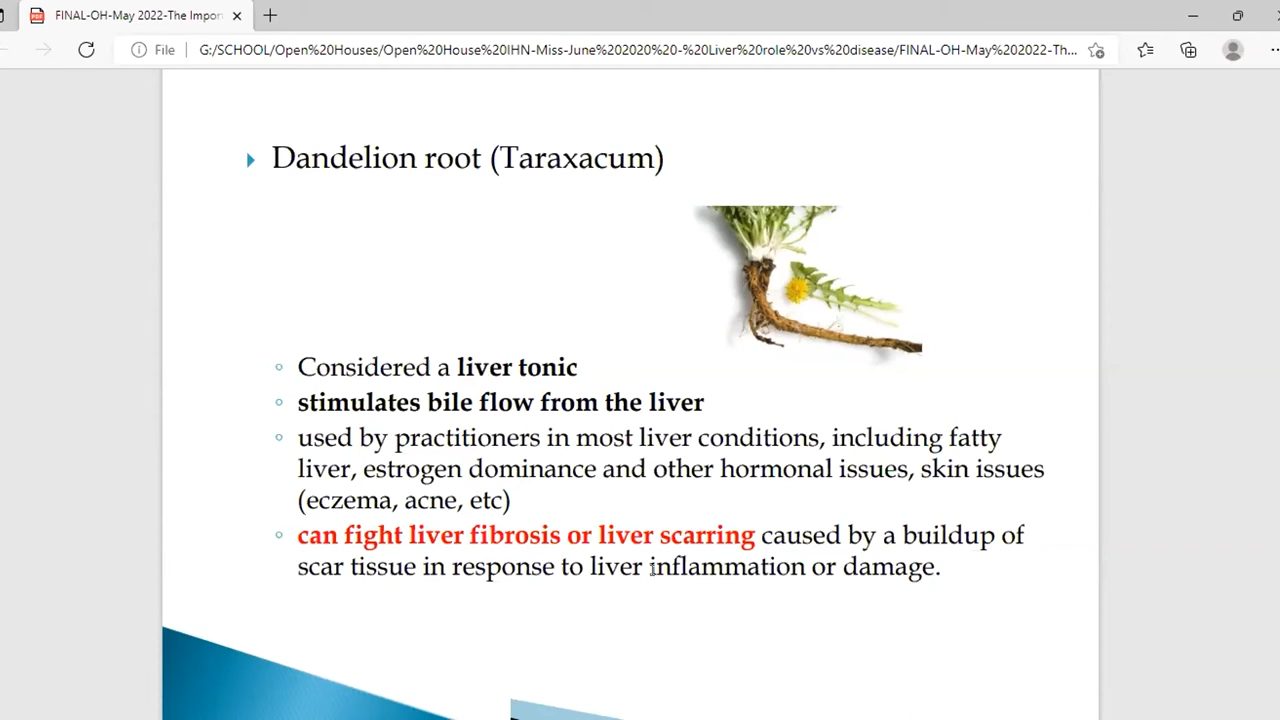 FINAL-OH-May 2022-The Impor
File
G:/SCHOOL/Open%20Houses/Open%20House%20IHN-Miss-June%202020%20-%20Liver%20role%20vs%20disease/FINAL-OH-May%202022-Th...
Dandelion root (Taraxacum)
Considered a liver tonic
stimulates bile flow from the liver
used by practitioners in most liver conditions, including fatty
liver, estrogen dominance and other hormonal issues, skin issues
(eczema, acne, etc)
can fight liver fibrosis or liver scarring caused by a buildup of
scar tissue in response to liver inflammation or damage.